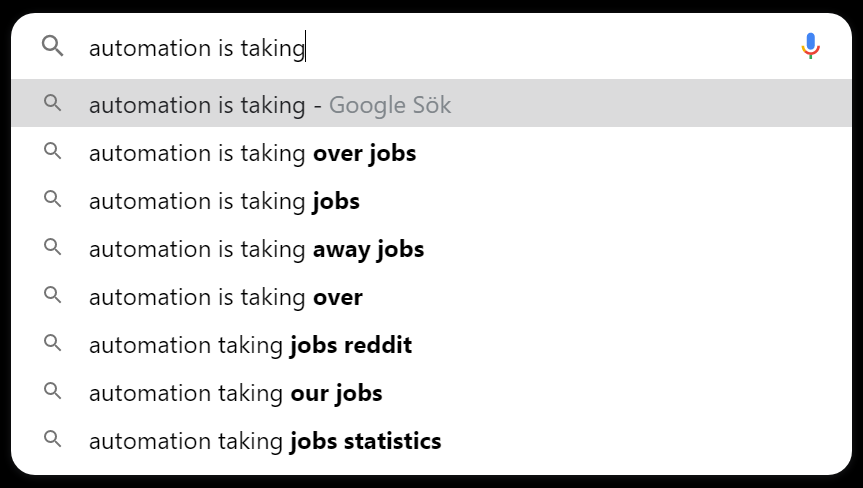 automation is taking
automation is taking - Google Sök
automation is taking over jobs
automation is taking jobs
automation is taking away jobs
automation is taking over
automation taking jobs reddit
automation taking our jobs
automation taking jobs statistics